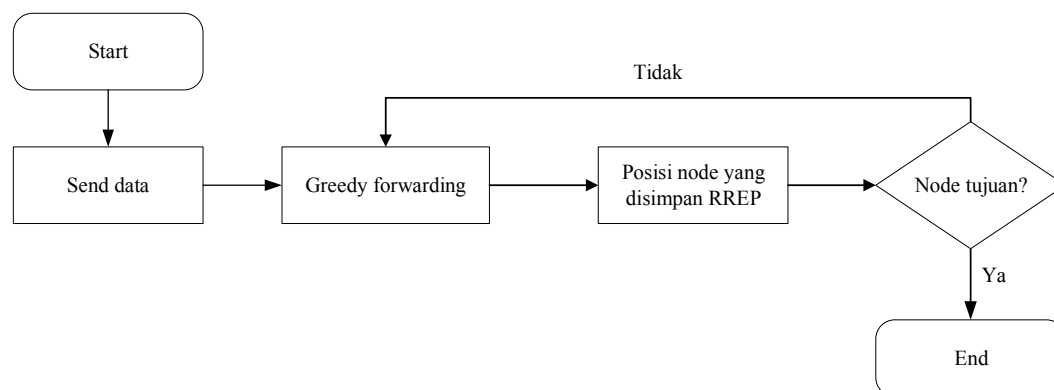 Start
Tidak
Send data
Greedy forwarding
Posisi node yang
disimpan RREP
Node tujuan?
Ya
End